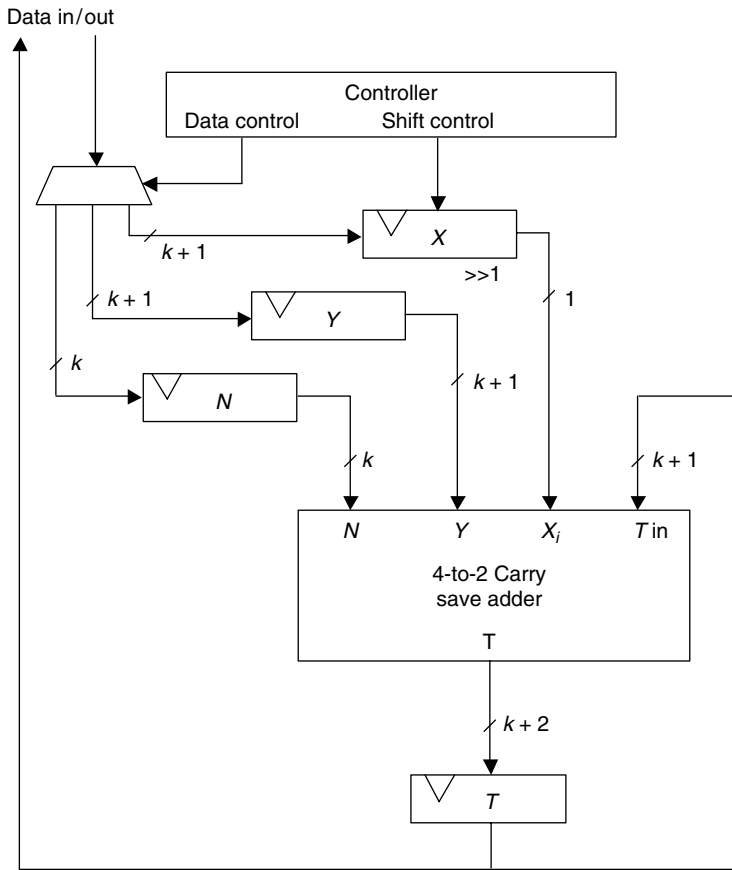 Data in/out
Controller
Data control Shift control
X
k + 1
>>1
k + 1
1
Y
k
k + 1
N
k
k + 1
N Y Xi T in
4-to-2 Carry
save adder
T
k + 2
T